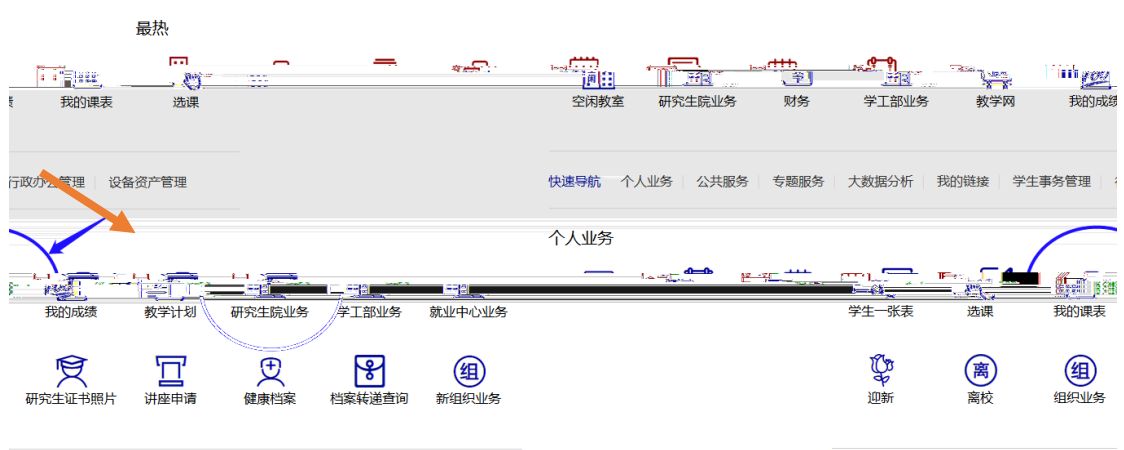 最热
我的课表 选课 空闲教室 研究生院业务 财务 学工部业务 教学网 我的成绩
行政办公管理 设备资产管理 快速导航 个人业务 公共服务 专题服务 大数据分析 我的链接 学生事务管理
个人业务
我的成绩 教学计划 研究生院业务 学工部业务 就业中心业务 学生一张表 选课 我的课表
组 离 组
研究生证书照片 讲座申请 健康档案 档案转递查询 新组织业务 迎新 离校 组织业务